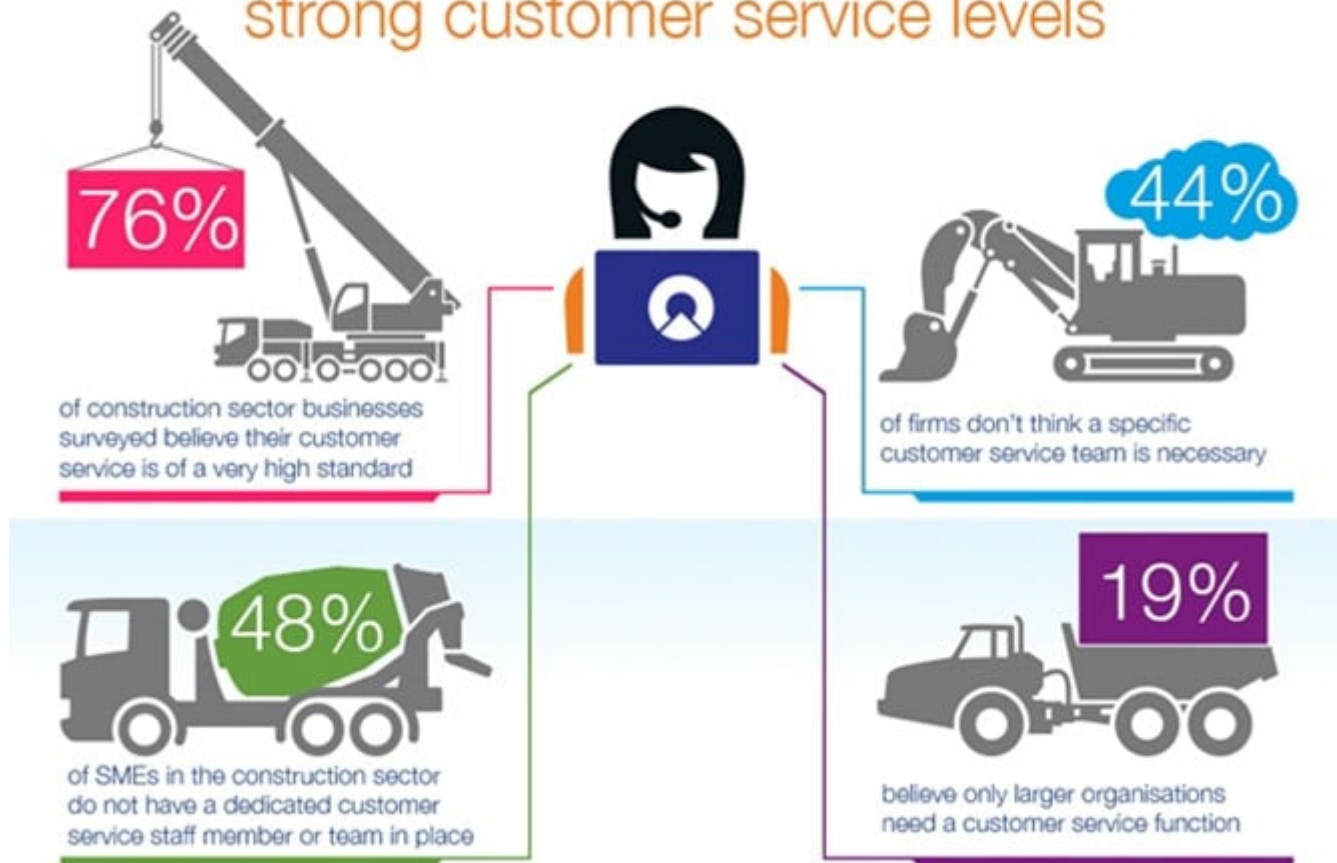 strong customer service levels
76%
of construction sector businesses
surveyed believe their customer
service is of a very high standard
44%
of firms don't think a specific
customer service team is necessary
48%
of SMEs in the construction sector
do not have a dedicated customer
service staff member or team in place
19%
believe only larger organisations
need a customer service function